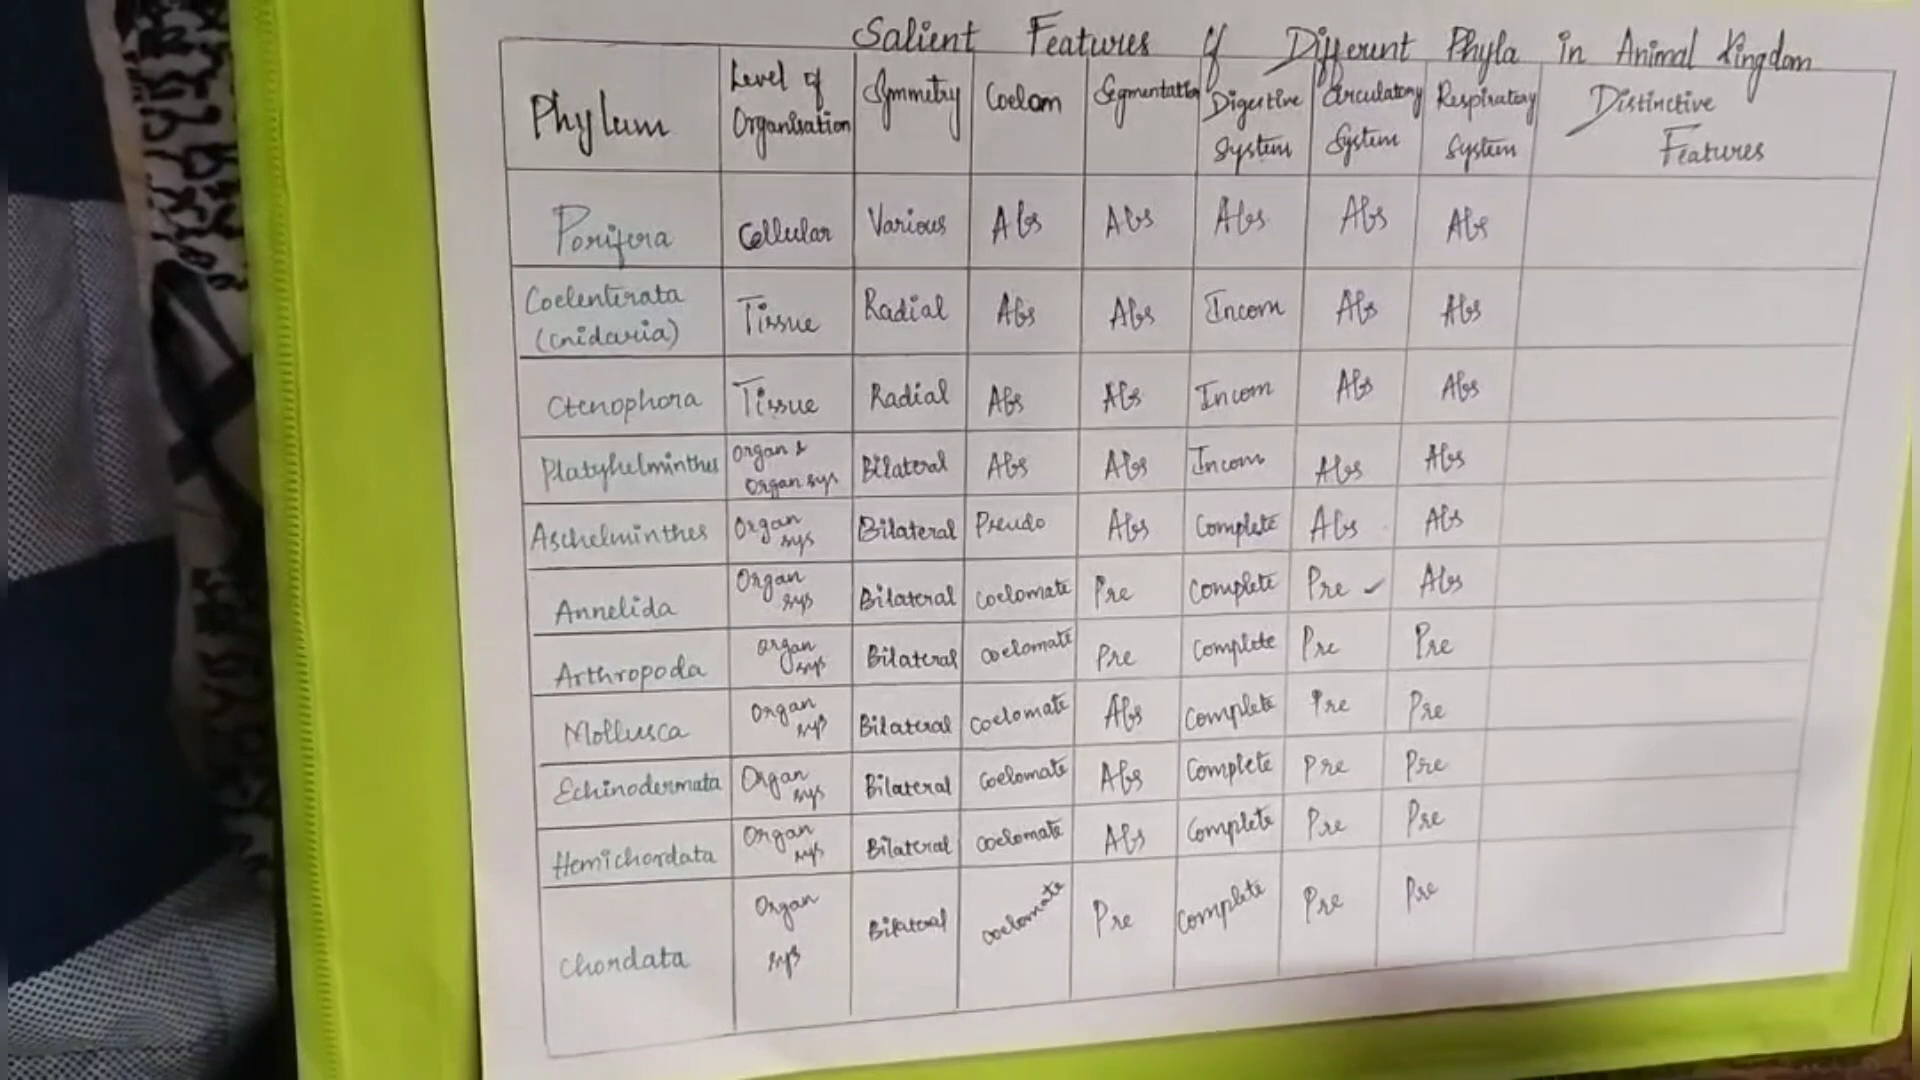 Salient Features of Different Phyla in Animal Kingdom
Phylum | Level of Organisation | Symmetry | Coelom | Segmentation | Digestive System | Circulatory System | Respiratory System | Distinctive Features
Porifera | Cellular | Various | Abs | Abs | Abs | Abs | Abs
Coelenterata (Cnidaria) | Tissue | Radial | Abs | Abs | Incom | Abs | Abs
Ctenophora | Tissue | Radial | Abs | Abs | Incom | Abs | Abs
Platyhelminthes | Organ & Organ sys | Bilateral | Abs | Abs | Incom | Abs | Abs
Aschelminthes | Organ sys | Bilateral | Pseudo | Abs | Complete | Abs | Abs
Annelida | Organ sys | Bilateral | Coelomate | Pre | Complete | Pre ✓ | Abs
Arthropoda | Organ sys | Bilateral | Coelomate | Pre | Complete | Pre | Pre
Mollusca | Organ sys | Bilateral | Coelomate | Abs | Complete | Pre | Pre
Echinodermata | Organ sys | Bilateral | Coelomate | Abs | Complete | Pre | Pre
Hemichordata | Organ sys | Bilateral | Coelomate | Abs | Complete | Pre | Pre
Chordata | Organ sys | Bilateral | Coelomate | Pre | Complete | Pre | Pre